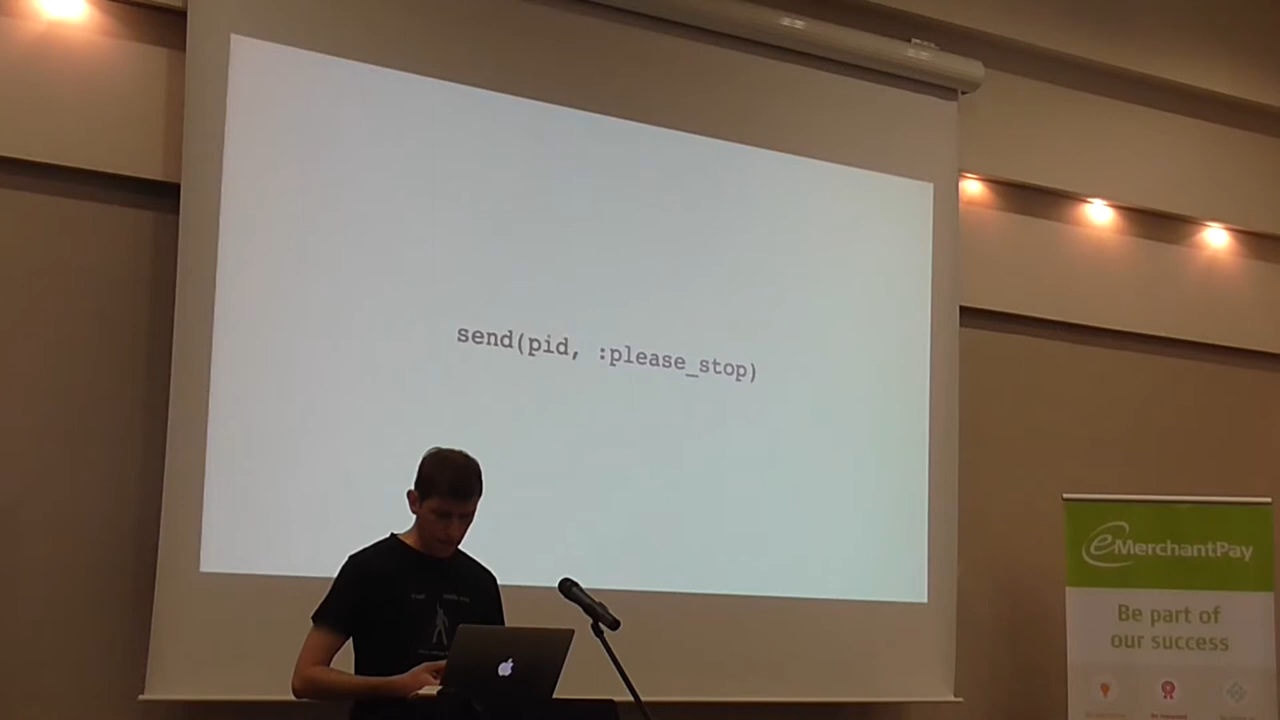 send(pid, :please_stop)
eMerchantPay
Be part of
our success